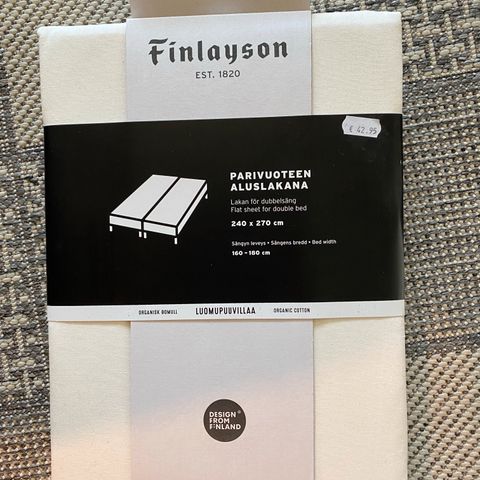 Finlayson
EST. 1820
€ 42.95
PARIVUOTEEN
ALUSLAKANA
Lakan för dubbelsäng
Flat sheet for double bed
240 x 270 cm
Sängyn leveys • Sängens bredd • Bed width
160–180 cm
ORGANISK BOMULL LUOMUPUUVILLAA ORGANIC COTTON
DESIGN®
FROM
FINLAND